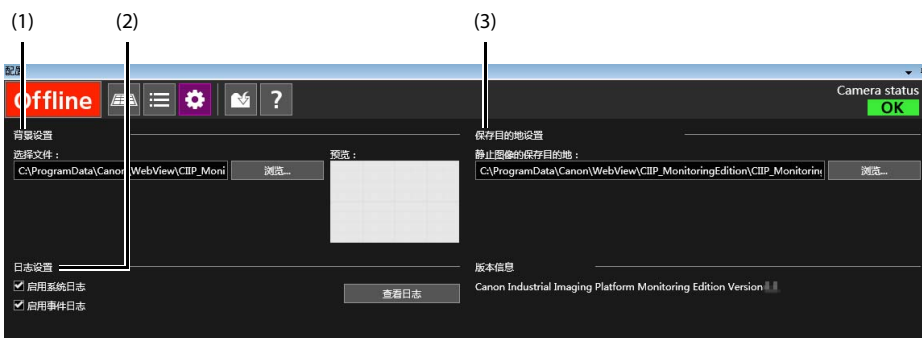 (1) (2) (3)
Offline
?
Camera status
OK
背景设置
保存目的地设置
选择文件：
预览：
静止图像的保存目的地：
C:\ProgramData\Canon\WebView\CIIP_Moni
浏览...
C:\ProgramData\Canon\WebView\CIIP_MonitoringEdition\CIIP_Monitoring
浏览...
日志设置
版本信息
启用系统日志
查看日志
Canon Industrial Imaging Platform Monitoring Edition Version
启用事件日志